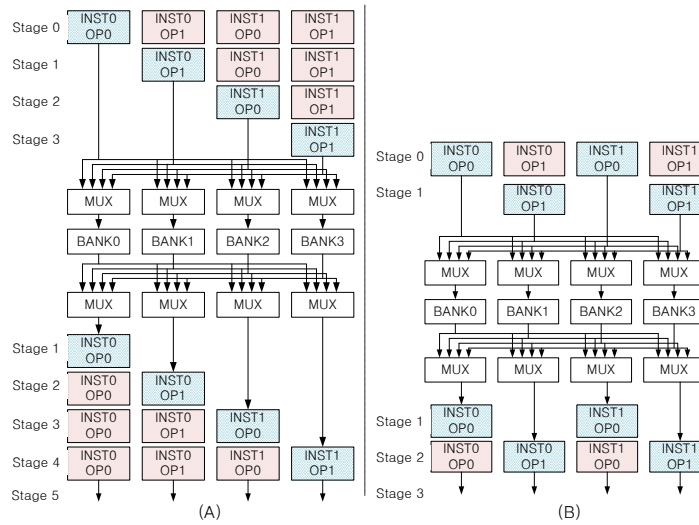 Stage 0
INST0
OP0
INST0
OP1
INST1
OP0
INST1
OP1
Stage 1
INST0
OP1
INST1
OP0
INST1
OP1
Stage 2
INST1
OP0
INST1
OP1
Stage 3
INST1
OP1
MUX MUX MUX MUX
BANK0 BANK1 BANK2 BANK3
MUX MUX MUX MUX
Stage 1
INST0
OP0
Stage 2
INST0
OP0
INST0
OP1
Stage 3
INST0
OP0
INST0
OP1
INST1
OP0
Stage 4
INST0
OP0
INST0
OP1
INST1
OP0
INST1
OP1
Stage 5
(A)
Stage 0
INST0
OP0
INST0
OP1
INST1
OP0
INST1
OP1
Stage 1
INST0
OP1
INST1
OP1
MUX MUX MUX MUX
BANK0 BANK1 BANK2 BANK3
MUX MUX MUX MUX
Stage 1
INST0
OP0
INST1
OP0
Stage 2
INST0
OP0
INST0
OP1
INST1
OP0
INST1
OP1
Stage 3
(B)